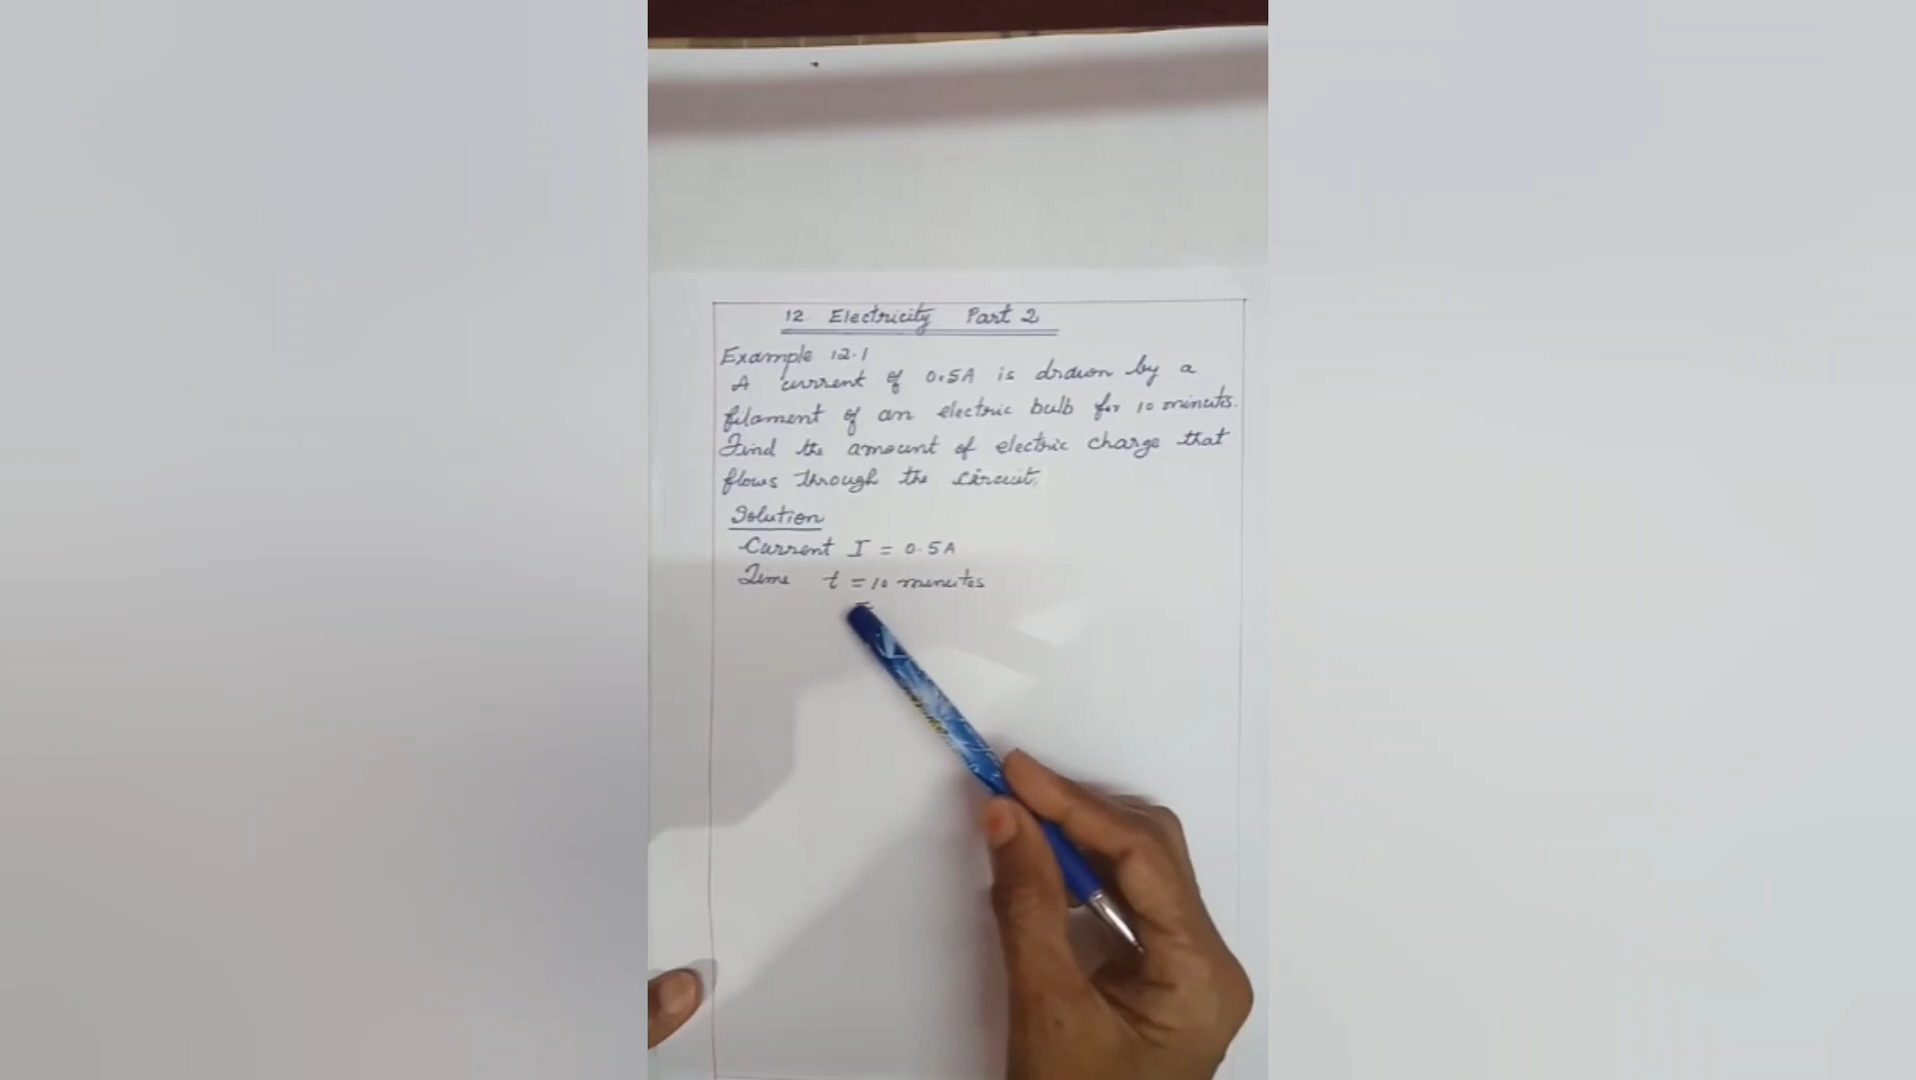 12. Electricity Part 2
Example 12.1
A current of 0.5A is drawn by a
filament of an electric bulb for 10 minutes.
Find the amount of electric charge that
flows through the circuit.
Solution
Current I = 0.5A
Time t = 10 minutes
=